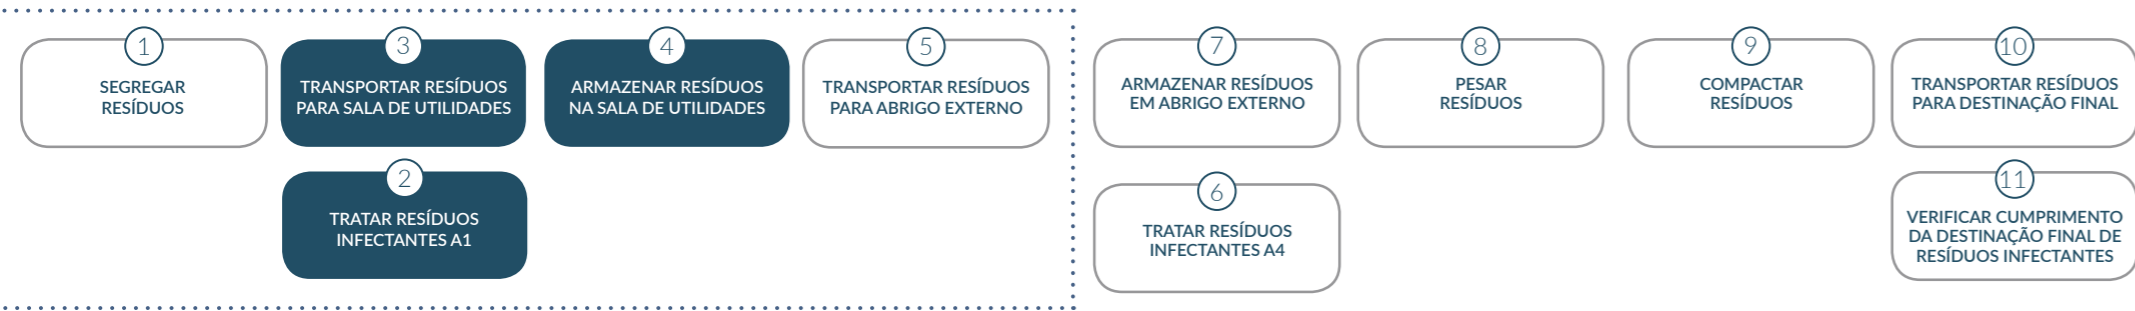 1
SEGREGAR
RESÍDUOS
3
TRANSPORTAR RESÍDUOS
PARA SALA DE UTILIDADES
4
ARMAZENAR RESÍDUOS
NA SALA DE UTILIDADES
5
TRANSPORTAR RESÍDUOS
PARA ABRIGO EXTERNO
7
ARMAZENAR RESÍDUOS
EM ABRIGO EXTERNO
8
PESAR
RESÍDUOS
9
COMPACTAR
RESÍDUOS
10
TRANSPORTAR RESÍDUOS
PARA DESTINAÇÃO FINAL
2
TRATAR RESÍDUOS
INFECTANTES A1
6
TRATAR RESÍDUOS
INFECTANTES A4
11
VERIFICAR CUMPRIMENTO
DA DESTINAÇÃO FINAL DE
RESÍDUOS INFECTANTES